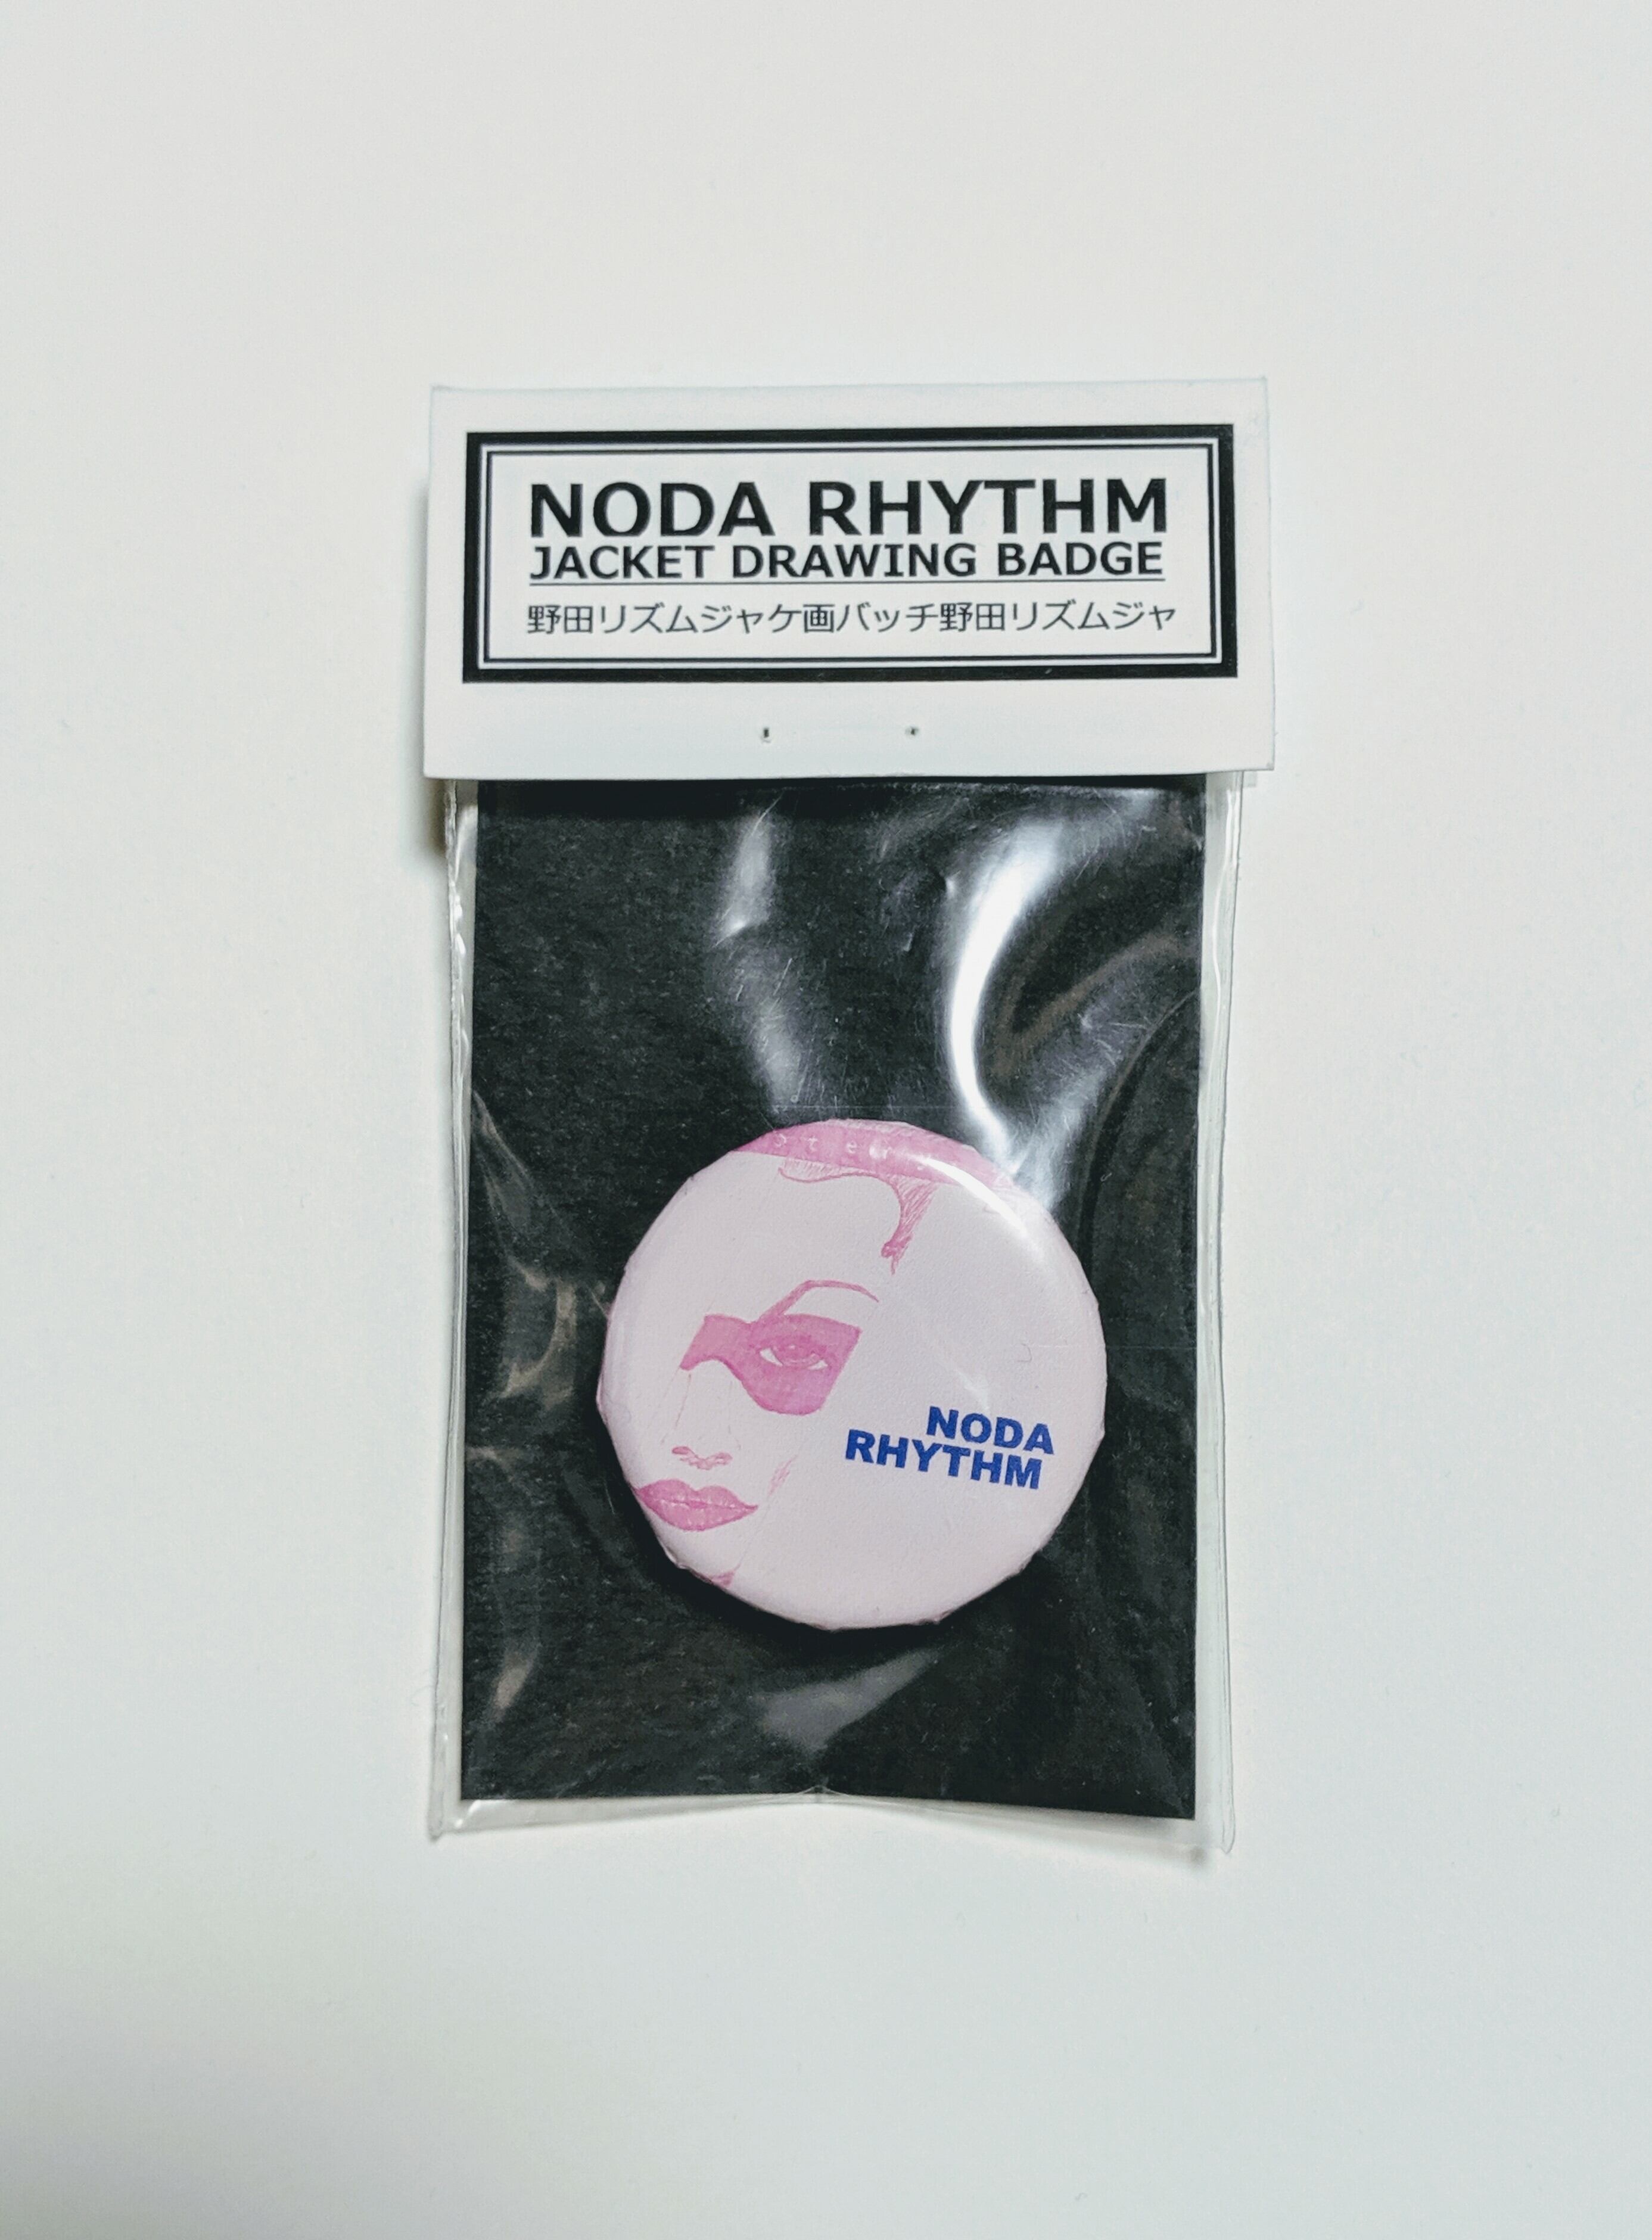 NODA RHYTHM
JACKET DRAWING BADGE
野田リズムジャケ画バッチ野田リズムジャ
NODA
RHYTHM